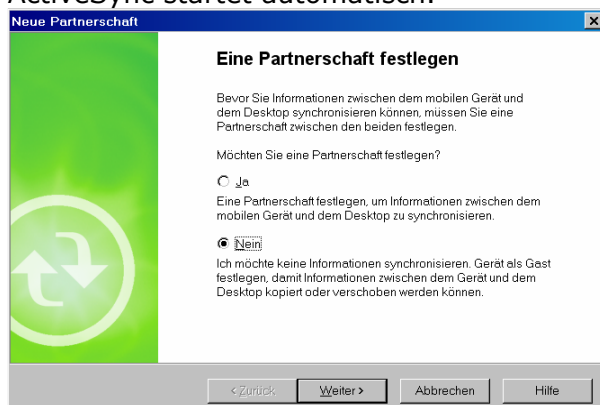 ActiveSync startet automatisch.
Neue Partnerschaft
Eine Partnerschaft festlegen
Bevor Sie Informationen zwischen dem mobilen Gerät und
dem Desktop synchronisieren können, müssen Sie eine
Partnerschaft zwischen den beiden festlegen.
Möchten Sie eine Partnerschaft festlegen?
Ja
Eine Partnerschaft festlegen, um Informationen zwischen dem
mobilen Gerät und dem Desktop zu synchronisieren.
Nein
Ich möchte keine Informationen synchronisieren. Gerät als Gast
festlegen, damit Informationen zwischen dem Gerät und dem
Desktop kopiert oder verschoben werden können.
< Zurück Weiter > Abbrechen Hilfe